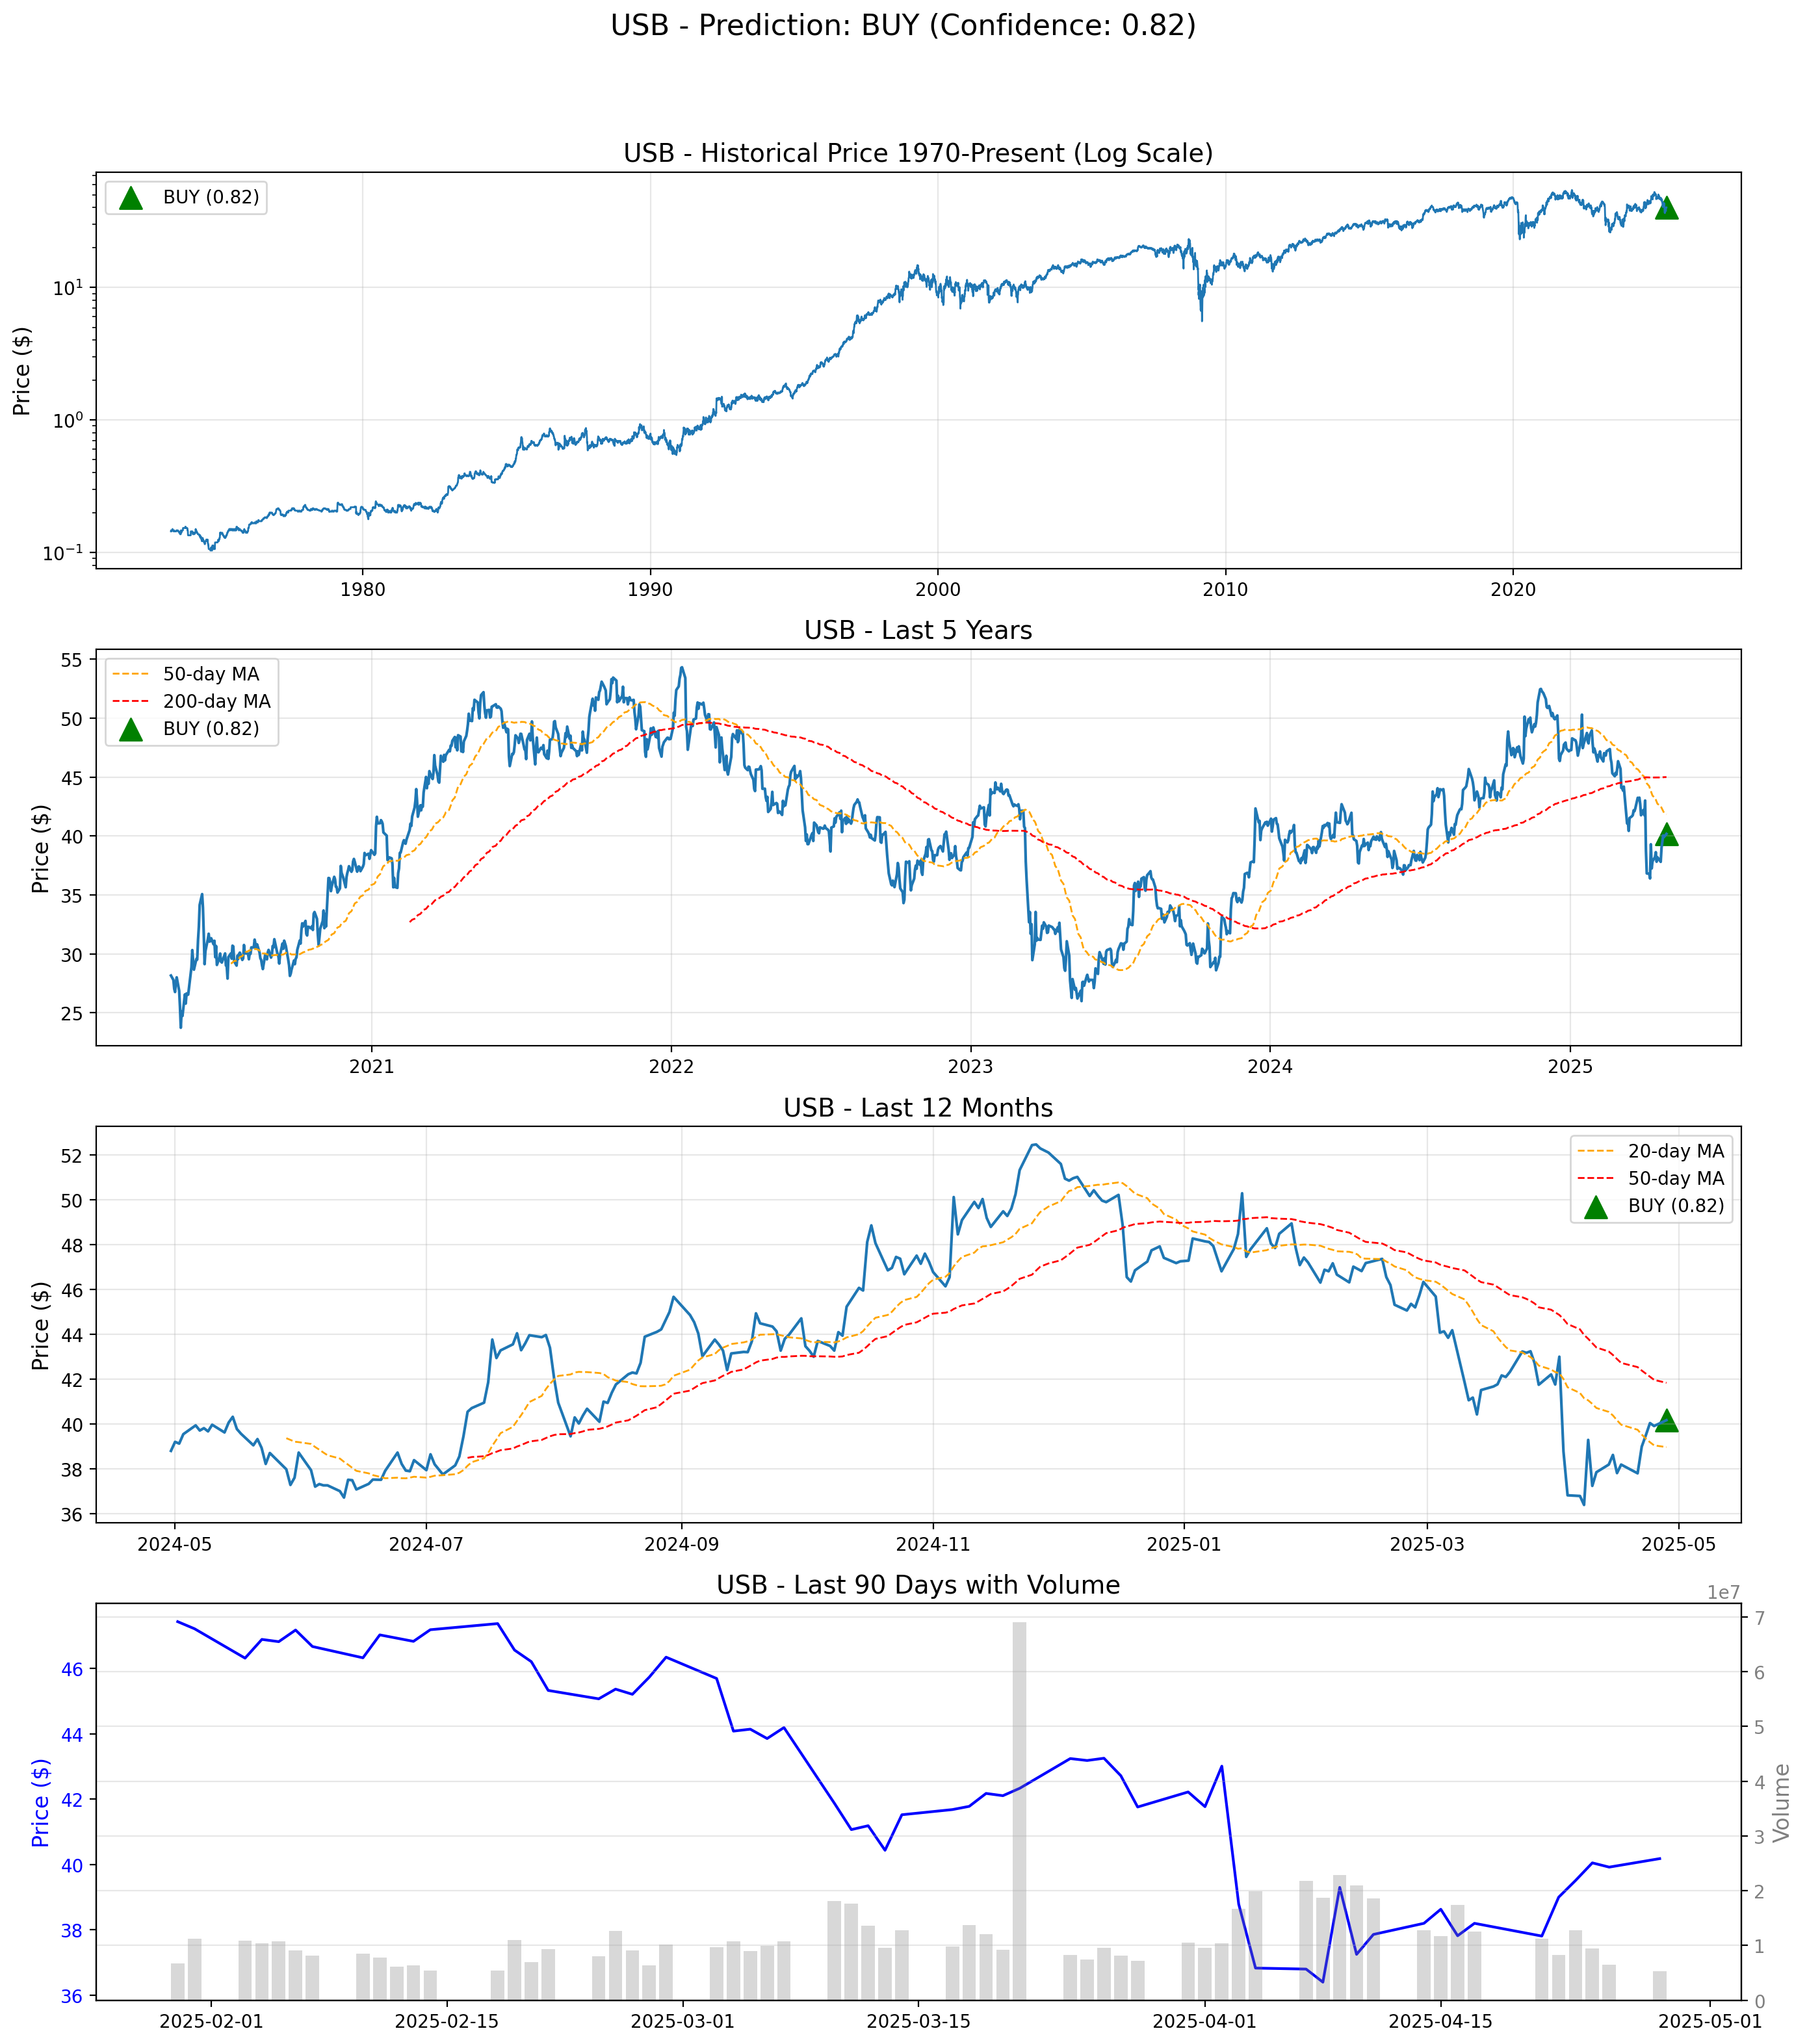 USB - Prediction: BUY (Confidence: 0.82)
USB - Historical Price 1970-Present (Log Scale)
BUY (0.82)
Price ($)
10¹
10⁰
10⁻¹
1980 1990 2000 2010 2020
USB - Last 5 Years
50-day MA
200-day MA
BUY (0.82)
Price ($)
55
50
45
40
35
30
25
2021 2022 2023 2024 2025
USB - Last 12 Months
20-day MA
50-day MA
BUY (0.82)
Price ($)
52
50
48
46
44
42
40
38
36
2024-05 2024-07 2024-09 2024-11 2025-01 2025-03 2025-05
USB - Last 90 Days with Volume
1e7
Price ($)
46
44
42
40
38
36
7
6
5
4
3
2
1
0
Volume
2025-02-01 2025-02-15 2025-03-01 2025-03-15 2025-04-01 2025-04-15 2025-05-01